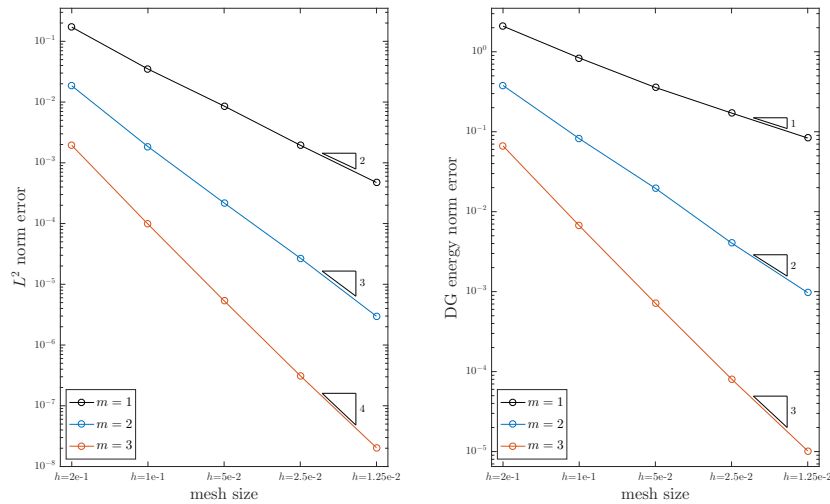 10^-1
10^-2
10^-3
10^-4
10^-5
10^-6
10^-7
10^-8
L^2 norm error
2
3
4
m = 1
m = 2
m = 3
h=2e-1 h=1e-1 h=5e-2 h=2.5e-2 h=1.25e-2
mesh size
10^0
10^-1
10^-2
10^-3
10^-4
10^-5
DG energy norm error
1
2
3
m = 1
m = 2
m = 3
h=2e-1 h=1e-1 h=5e-2 h=2.5e-2 h=1.25e-2
mesh size